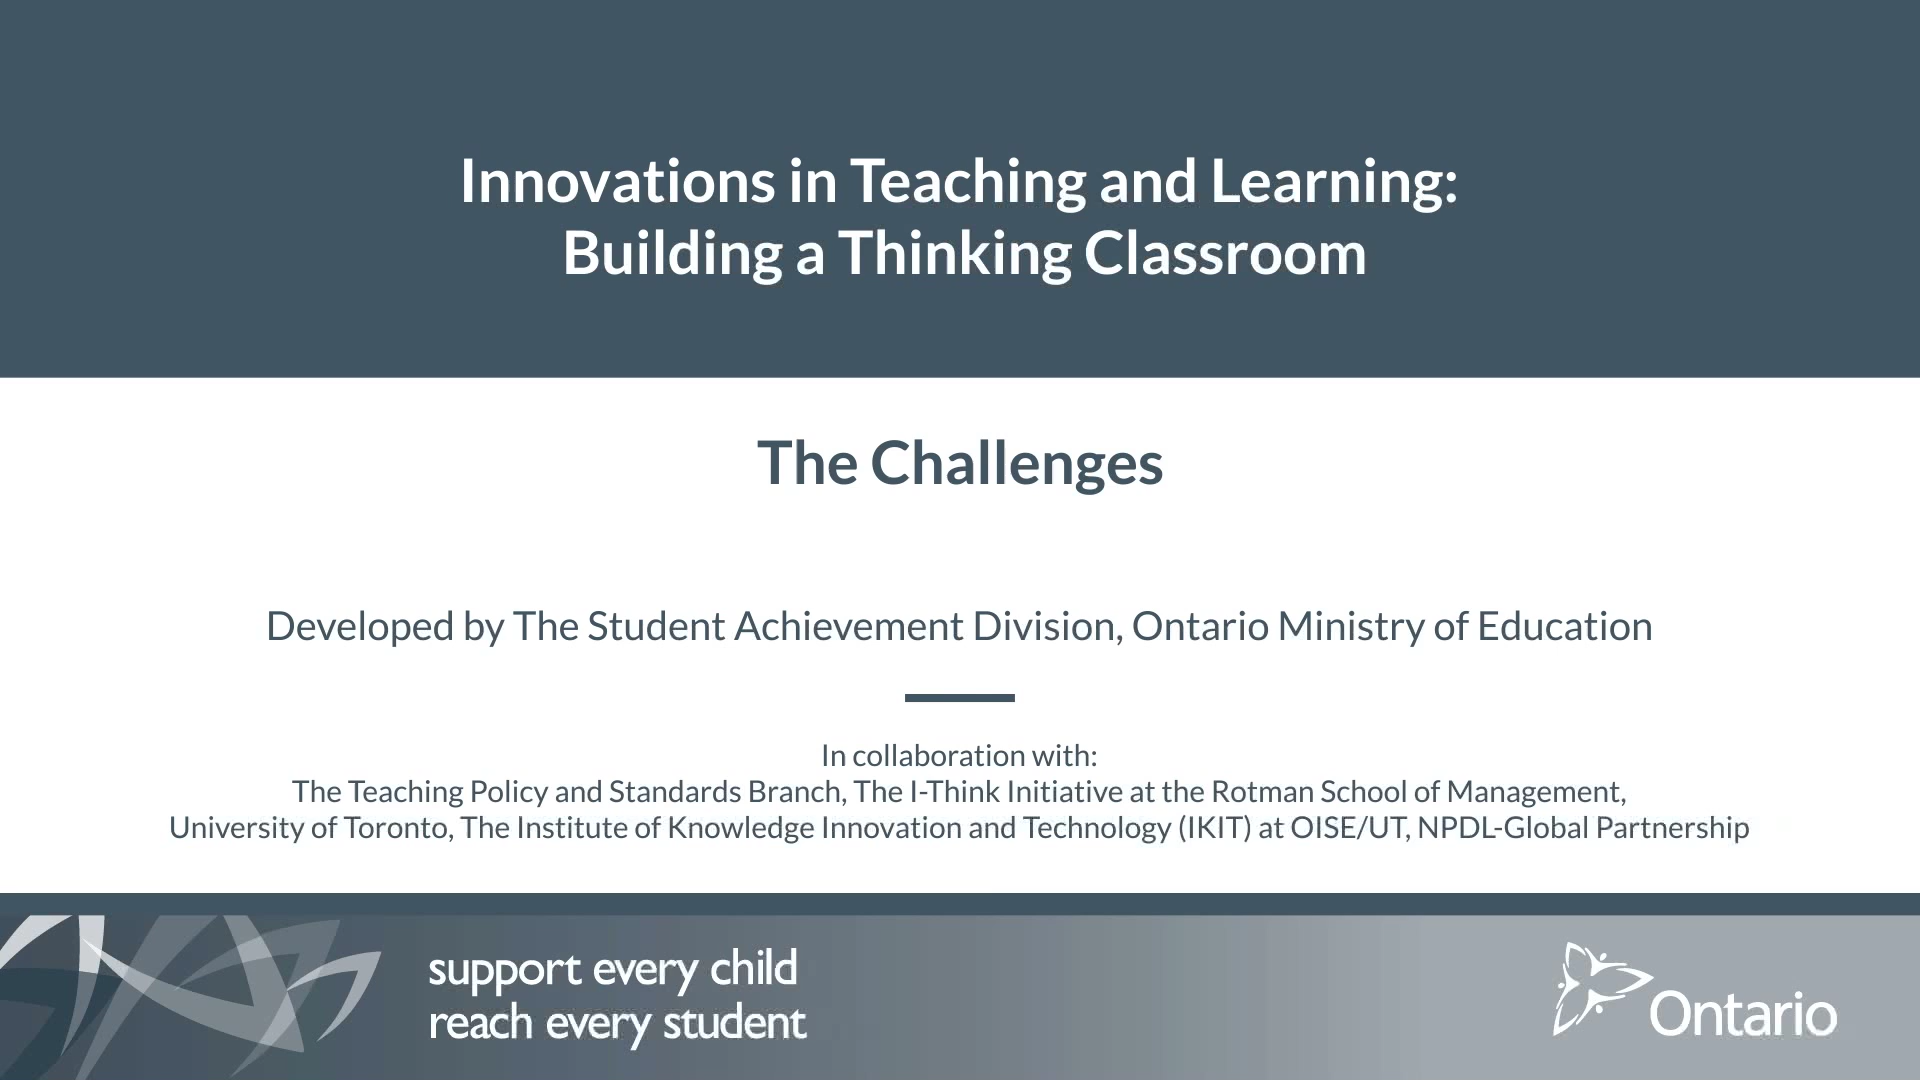 Innovations in Teaching and Learning:
Building a Thinking Classroom
The Challenges
Developed by The Student Achievement Division, Ontario Ministry of Education
In collaboration with:
The Teaching Policy and Standards Branch, The I-Think Initiative at the Rotman School of Management,
University of Toronto, The Institute of Knowledge Innovation and Technology (IKIT) at OISE/UT, NPDL-Global Partnership
support every child
reach every student
Ontario